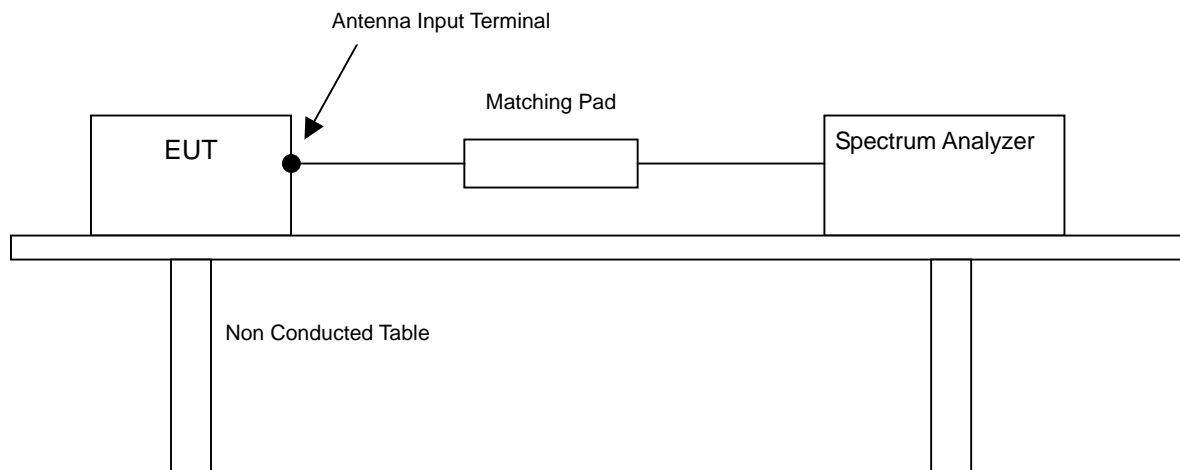 Antenna Input Terminal
Matching Pad
EUT
Spectrum Analyzer
Non Conducted Table